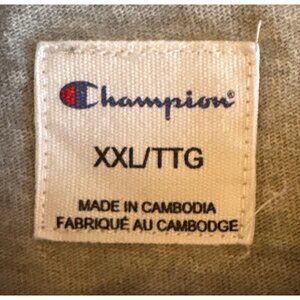 Champion
XXL/TTG
MADE IN CAMBODIA
FABRIQUÉ AU CAMBODGE